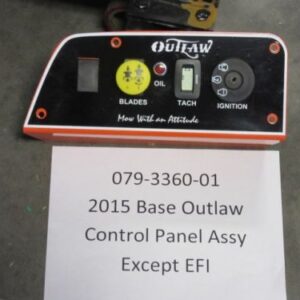 OUTLAW
OIL
BLADES TACH IGNITION
Mow With an Attitude
079-3360-01
2015 Base Outlaw
Control Panel Assy
Except EFI